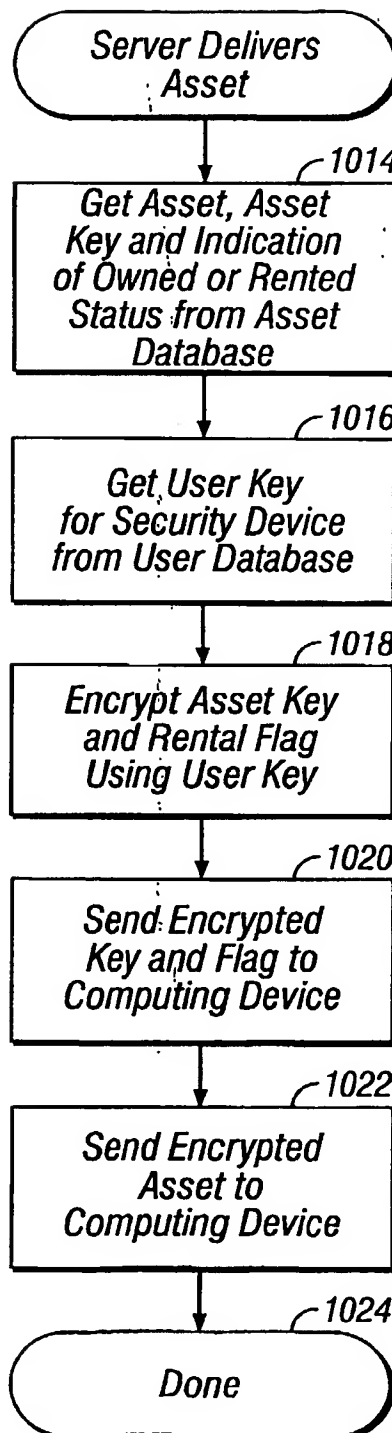 Server Delivers
Asset
1014
Get Asset, Asset
Key and Indication
of Owned or Rented
Status from Asset
Database
1016
Get User Key
for Security Device
from User Database
1018
Encrypt Asset Key
and Rental Flag
Using User Key
1020
Send Encrypted
Key and Flag to
Computing Device
1022
Send Encrypted
Asset to
Computing Device
1024
Done